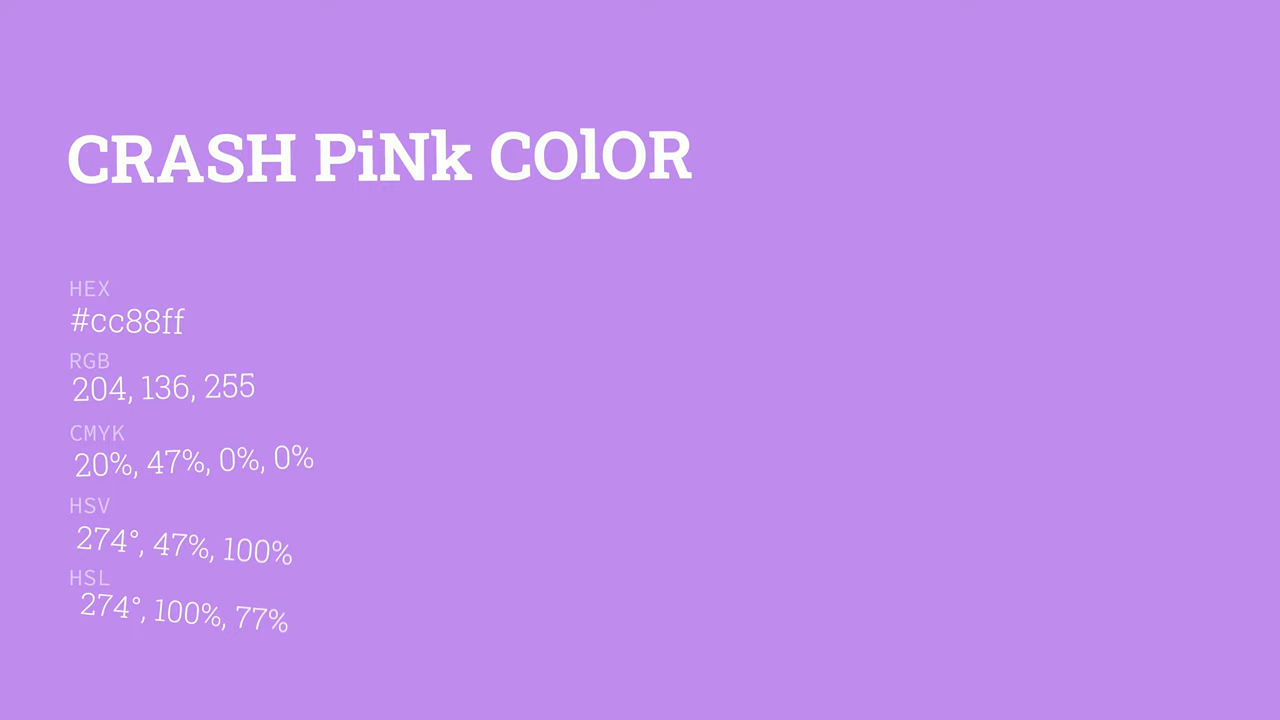 CRASH PiNk COlOR
HEX
#cc88ff
RGB
204, 136, 255
CMYK
20%, 47%, 0%, 0%
HSV
274°, 47%, 100%
HSL
274°, 100%, 77%